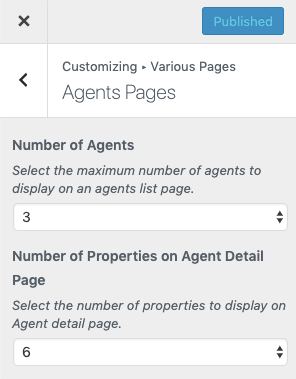 Published
Customizing ▸ Various Pages
Agents Pages
Number of Agents
Select the maximum number of agents to
display on an agents list page.
3
Number of Properties on Agent Detail
Page
Select the number of properties to display on
Agent detail page.
6